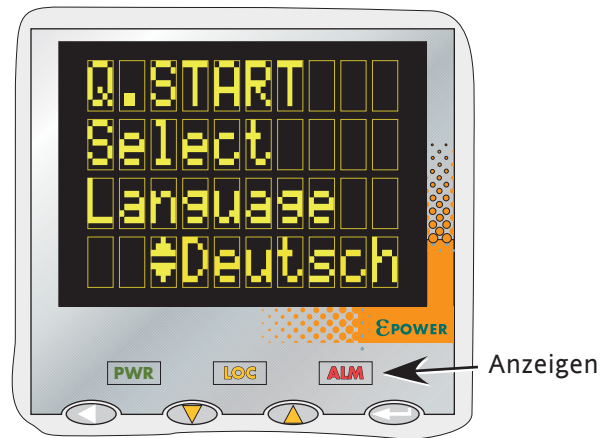 Q.START
Select
Language
Deutsch
εPOWER
PWR LOC ALM
Anzeigen